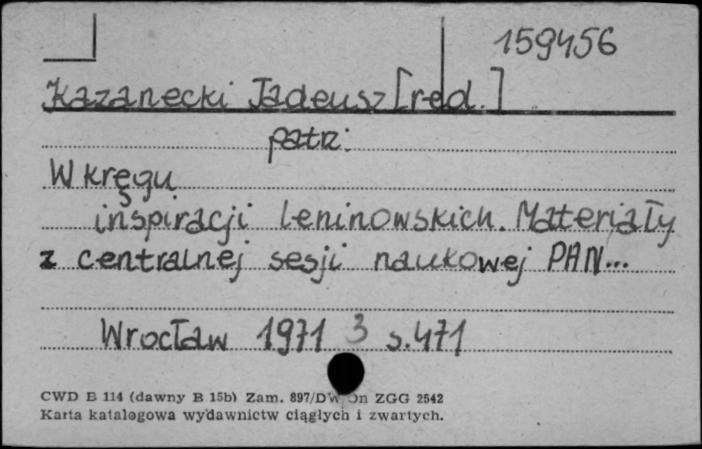 159456
Kazanecki Tadeusz [red.]
patrz:
W kręgu
inspiracji leninowskich. Materiały
z centralnej sesji naukowej PAN...
Wrocław 1971 3 s.471
CWD B 114 (dawny B 15b) Zam. 897/DW/Dn ZGG 2542
Karta katalogowa wydawnictw ciągłych i zwartych.